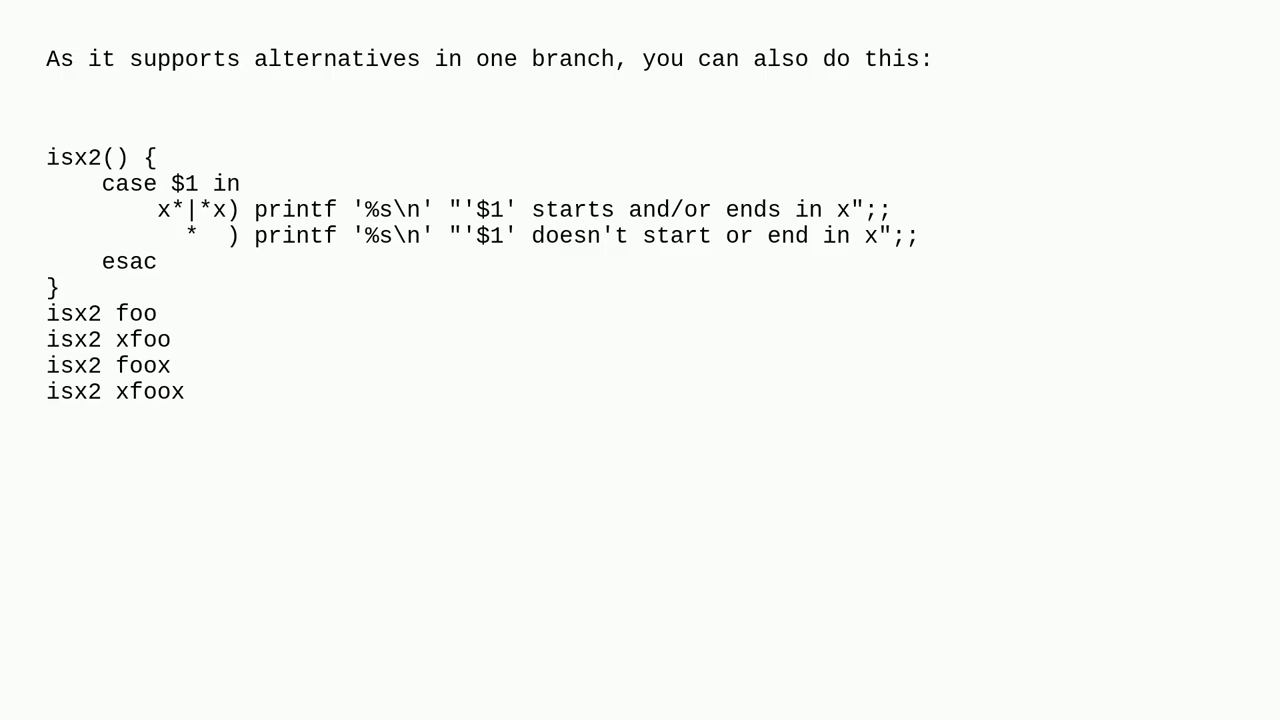 As it supports alternatives in one branch, you can also do this:
isx2() {
    case $1 in
        x*|*x) printf '%s\n' "'$1' starts and/or ends in x";;
          *  ) printf '%s\n' "'$1' doesn't start or end in x";;
    esac
}
isx2 foo
isx2 xfoo
isx2 foox
isx2 xfoox